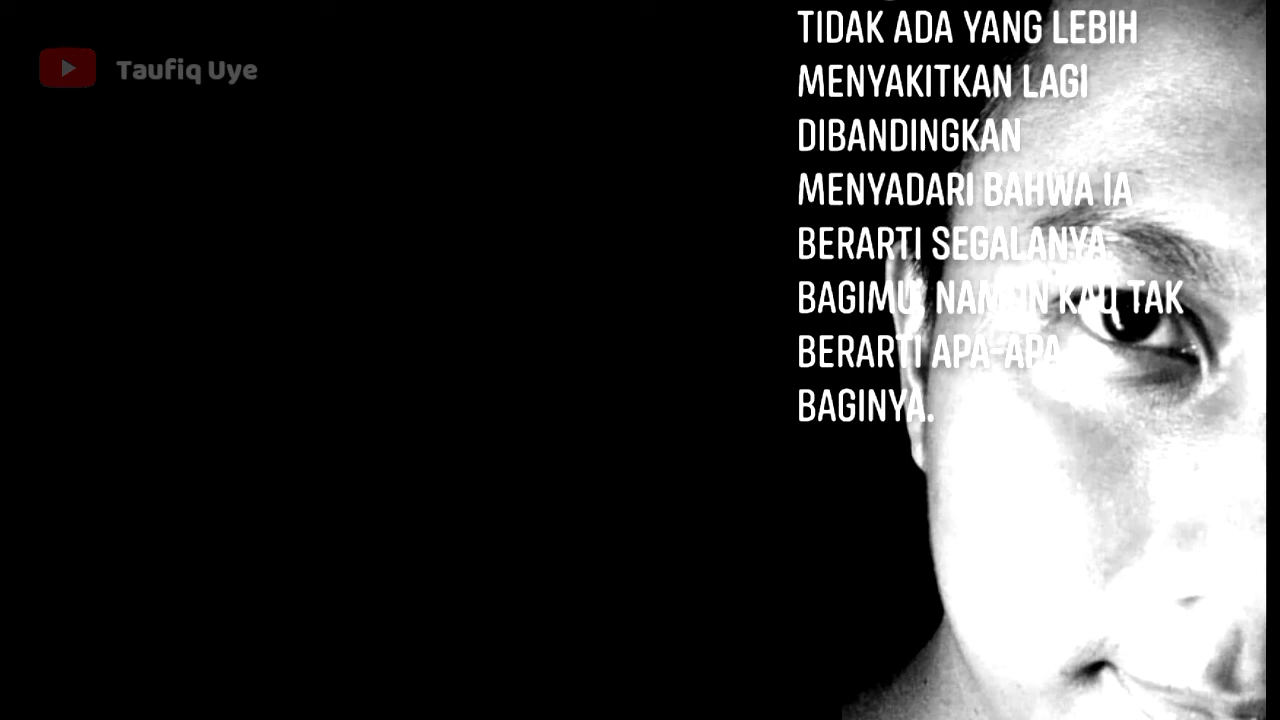 Taufiq Uye
TIDAK ADA YANG LEBIH
MENYAKITKAN LAGI
DIBANDINGKAN
MENYADARI BAHWA IA
BERARTI SEGALANYA
BAGIMU, NAMUN KAU TAK
BERARTI APA-APA
BAGINYA.